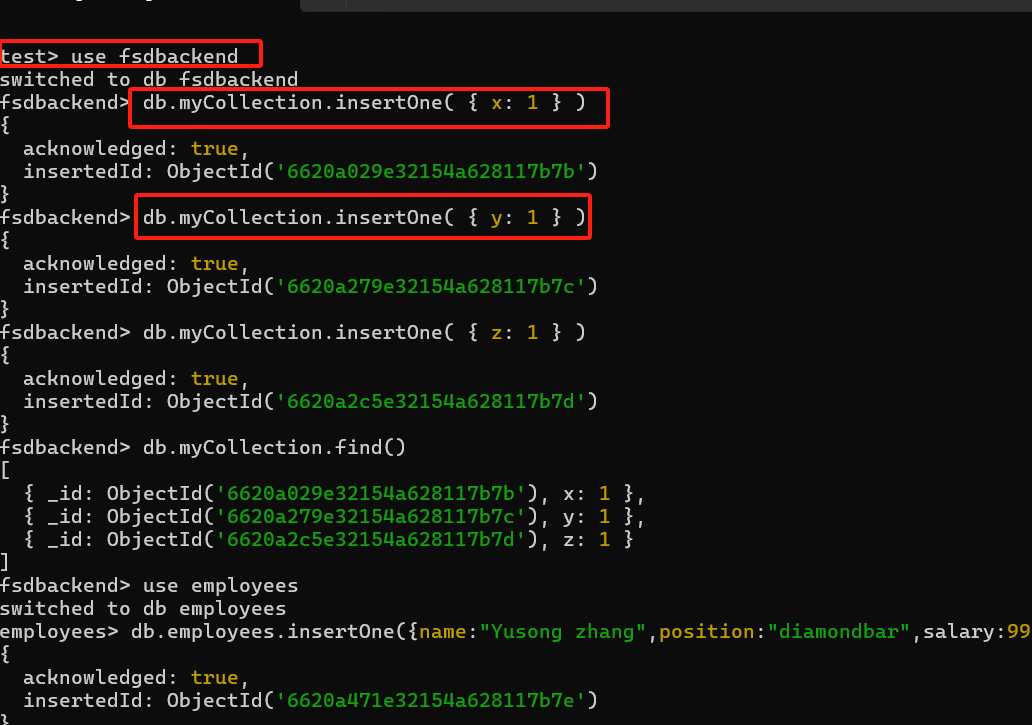 test> use fsdbackend
switched to db fsdbackend
fsdbackend> db.myCollection.insertOne( { x: 1 } )
{
  acknowledged: true,
  insertedId: ObjectId('6620a029e32154a628117b7b')
}
fsdbackend> db.myCollection.insertOne( { y: 1 } )
{
  acknowledged: true,
  insertedId: ObjectId('6620a279e32154a628117b7c')
}
fsdbackend> db.myCollection.insertOne( { z: 1 } )
{
  acknowledged: true,
  insertedId: ObjectId('6620a2c5e32154a628117b7d')
}
fsdbackend> db.myCollection.find()
[
  { _id: ObjectId('6620a029e32154a628117b7b'), x: 1 },
  { _id: ObjectId('6620a279e32154a628117b7c'), y: 1 },
  { _id: ObjectId('6620a2c5e32154a628117b7d'), z: 1 }
]
fsdbackend> use employees
switched to db employees
employees> db.employees.insertOne({name:"Yusong zhang",position:"diamondbar",salary:99
{
  acknowledged: true,
  insertedId: ObjectId('6620a471e32154a628117b7e')
}